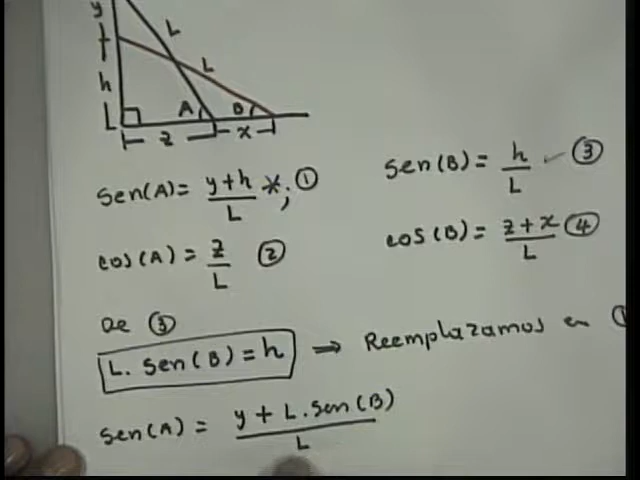 y
L
L
h
A
B
z
x
sen(A) = y+h/L *; ①
sen(B) = h/L ③
cos(A) = z/L ②
cos(B) = z+x/L ④
De ③
L. sen(B) = h ⇒ Reemplazamos en
sen(A) = y + L.sen(B)/L